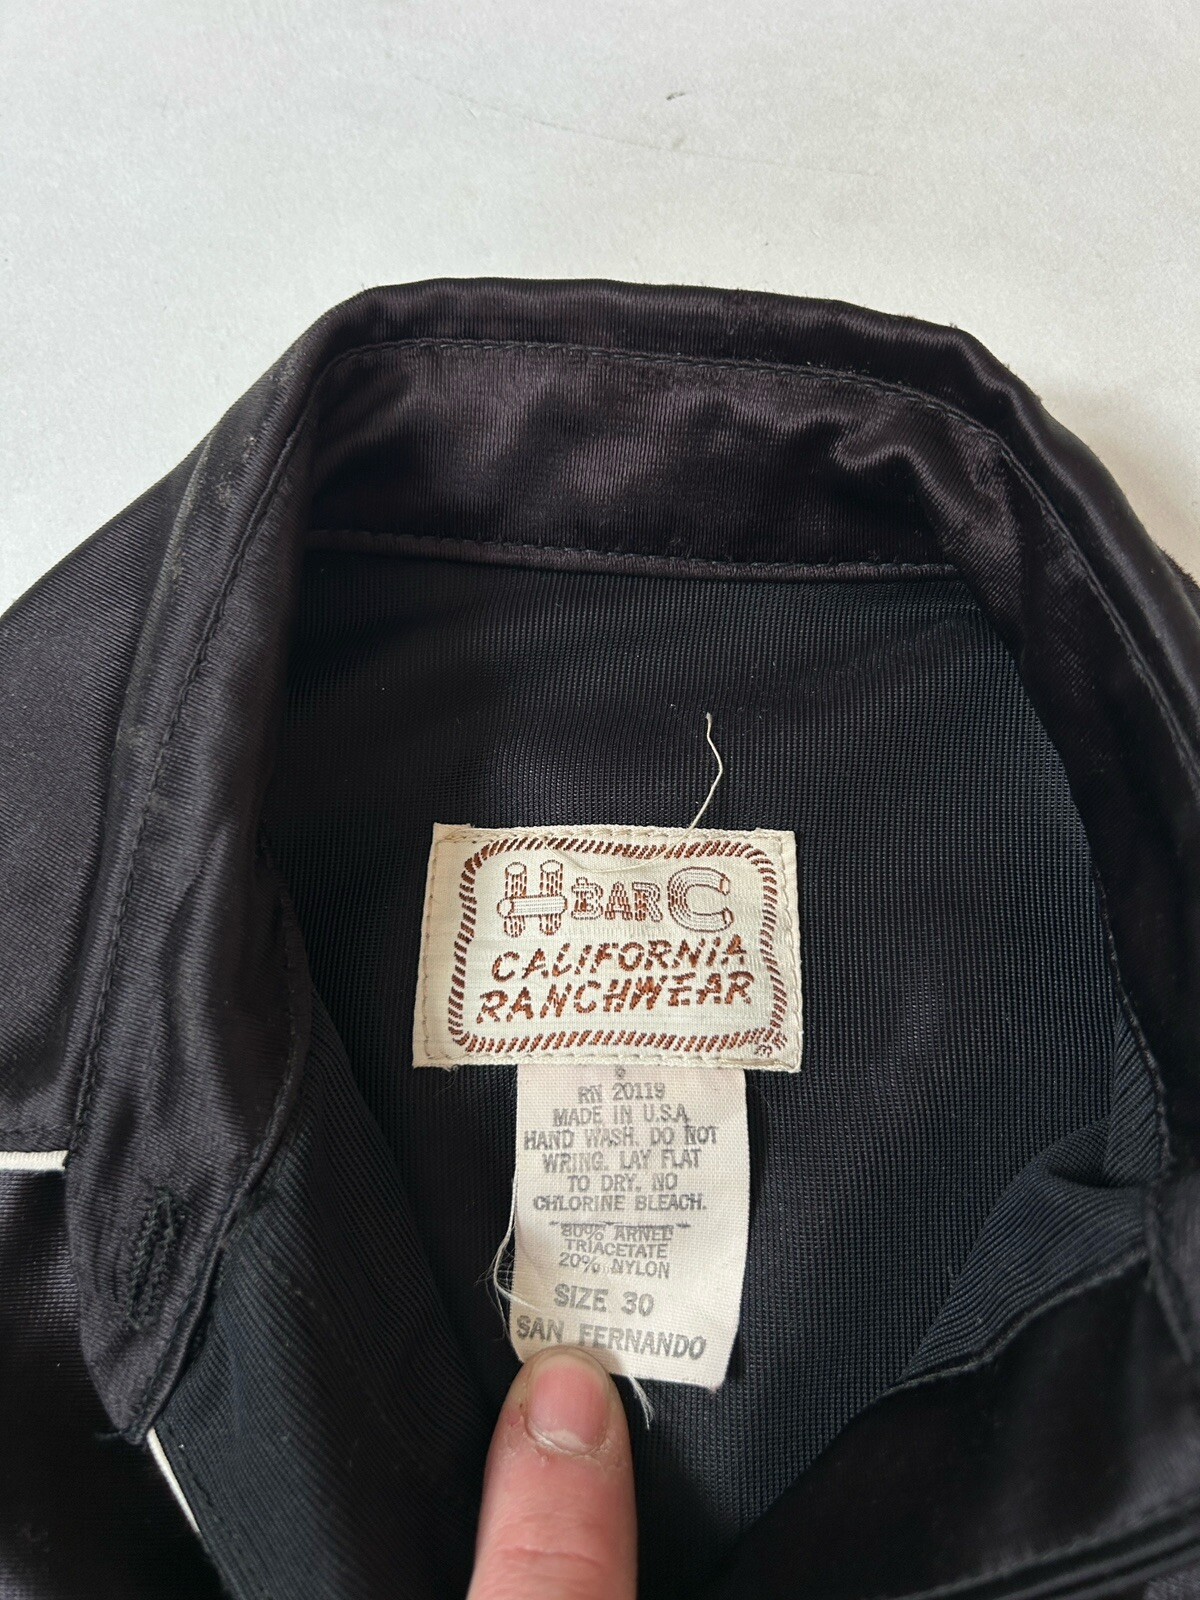 H BAR C
CALIFORNIA
RANCHWEAR
RN 20119
MADE IN U.S.A.
HAND WASH. DO NOT
WRING. LAY FLAT
TO DRY. NO
CHLORINE BLEACH.
80% ARNEL
TRIACETATE
20% NYLON
SIZE 30
SAN FERNANDO